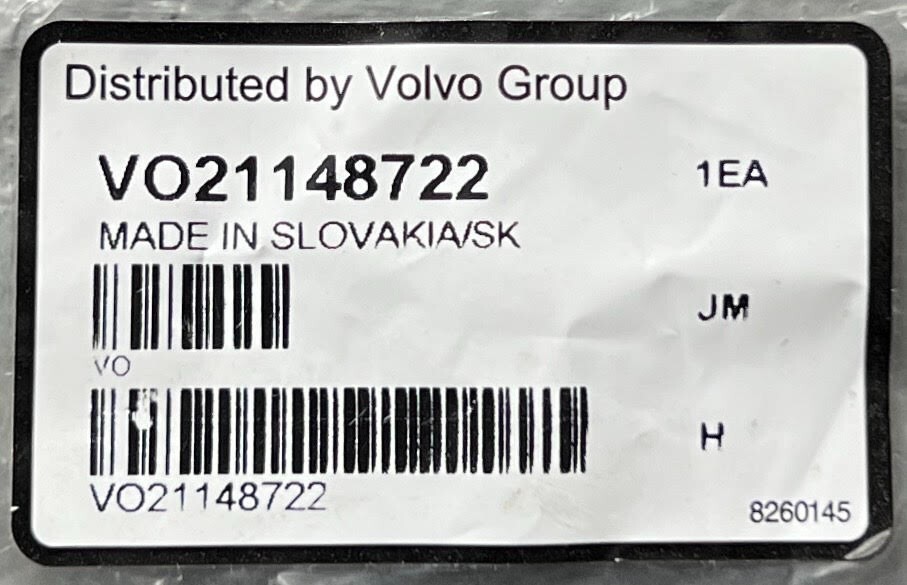 Distributed by Volvo Group
VO21148722 1EA
MADE IN SLOVAKIA/SK
JM
VO
H
VO21148722
8260145